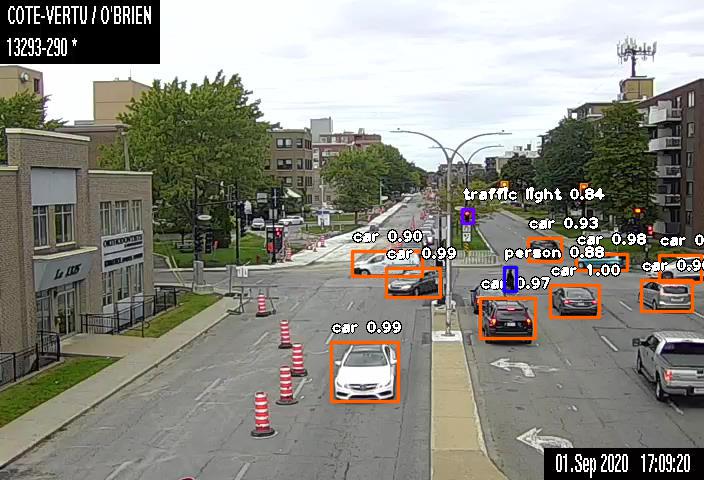 COTE-VERTU / O'BRIEN
13293-290 *
traffic light 0.84
car 0.93
car 0.90
car 0.98
car 0.99
person 0.88
car 1.00
car 0.97
car 0.99
ORTHODONTISTE
01.Sep 2020 17:09:20